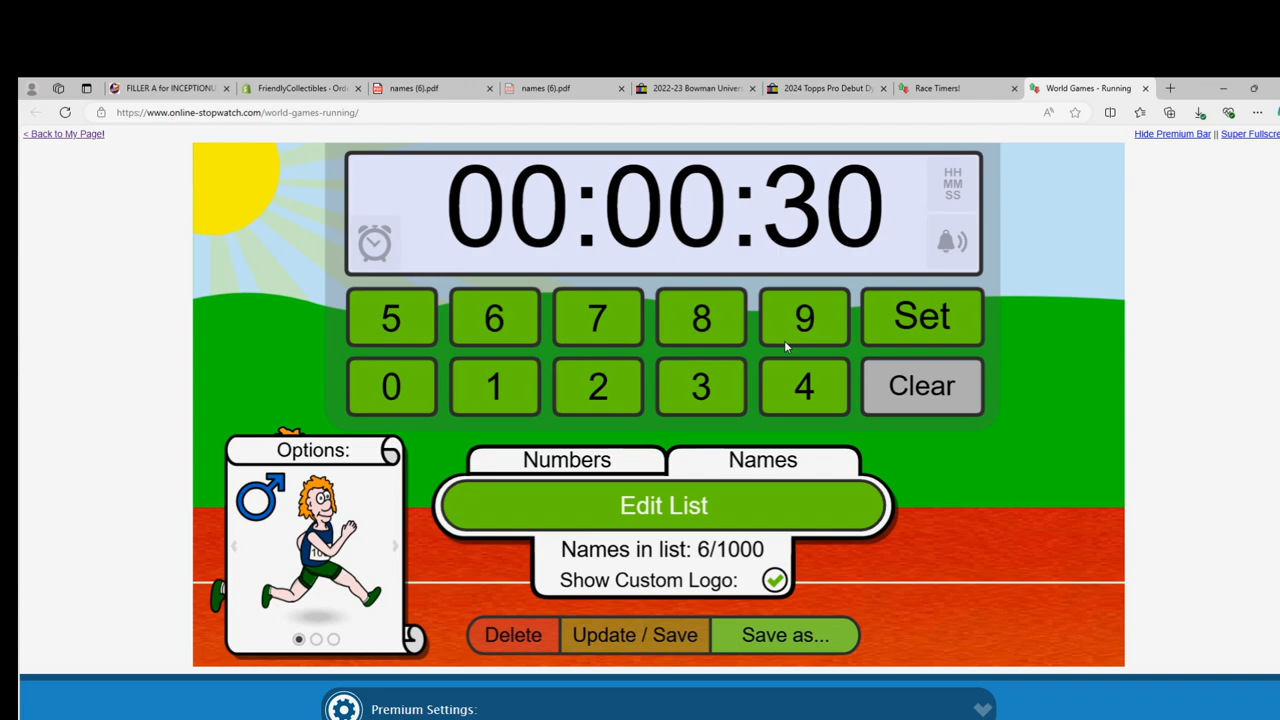 FILLER A for INCEPTION
FriendlyCollectibles - Ord
names (6).pdf
names (6).pdf
2022-23 Bowman Univer
2024 Topps Pro Debut D
Race Timers!
World Games - Running
https://www.online-stopwatch.com/world-games-running/
< Back to My Page!
Hide Premium Bar || Super Fullscre
00:00:30
HH
MM
SS
5 6 7 8 9 Set
0 1 2 3 4 Clear
Options:
Numbers Names
Edit List
Names in list: 6/1000
Show Custom Logo:
Delete Update / Save Save as...
Premium Settings: